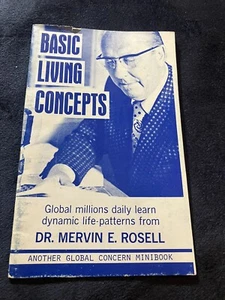 BASIC
LIVING
CONCEPTS
Global millions daily learn
dynamic life-patterns from
DR. MERVIN E. ROSELL
ANOTHER GLOBAL CONCERN MINIBOOK